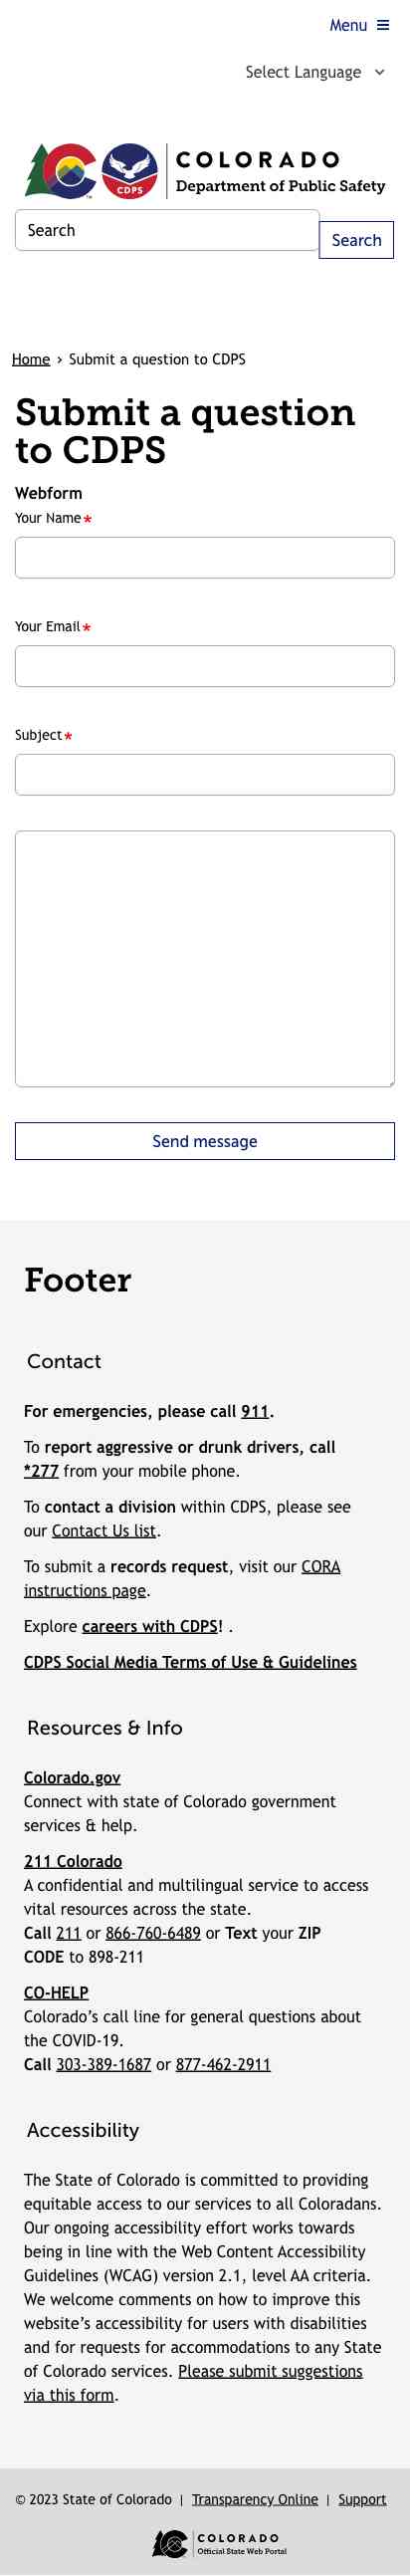 Menu
Select Language
CDPS
TM
COLORADO
Department of Public Safety
Search
Search
Home › Submit a question to CDPS
Submit a question
to CDPS
Webform
Your Name*
Your Email*
Subject*
Send message
Footer
Contact
For emergencies, please call 911.
To report aggressive or drunk drivers, call
*277 from your mobile phone.
To contact a division within CDPS, please see
our Contact Us list.
To submit a records request, visit our CORA
instructions page.
Explore careers with CDPS! .
CDPS Social Media Terms of Use & Guidelines
Resources & Info
Colorado.gov
Connect with state of Colorado government
services & help.
211 Colorado
A confidential and multilingual service to access
vital resources across the state.
Call 211 or 866-760-6489 or Text your ZIP
CODE to 898-211
CO-HELP
Colorado’s call line for general questions about
the COVID-19.
Call 303-389-1687 or 877-462-2911
Accessibility
The State of Colorado is committed to providing
equitable access to our services to all Coloradans.
Our ongoing accessibility effort works towards
being in line with the Web Content Accessibility
Guidelines (WCAG) version 2.1, level AA criteria.
We welcome comments on how to improve this
website’s accessibility for users with disabilities
and for requests for accommodations to any State
of Colorado services. Please submit suggestions
via this form.
© 2023 State of Colorado | Transparency Online | Support
COLORADO
Official State Web Portal